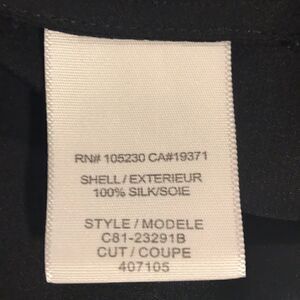 RN# 105230 CA#19371
SHELL / EXTERIEUR
100% SILK/SOIE
STYLE / MODELE
C81-23291B
CUT / COUPE
407105